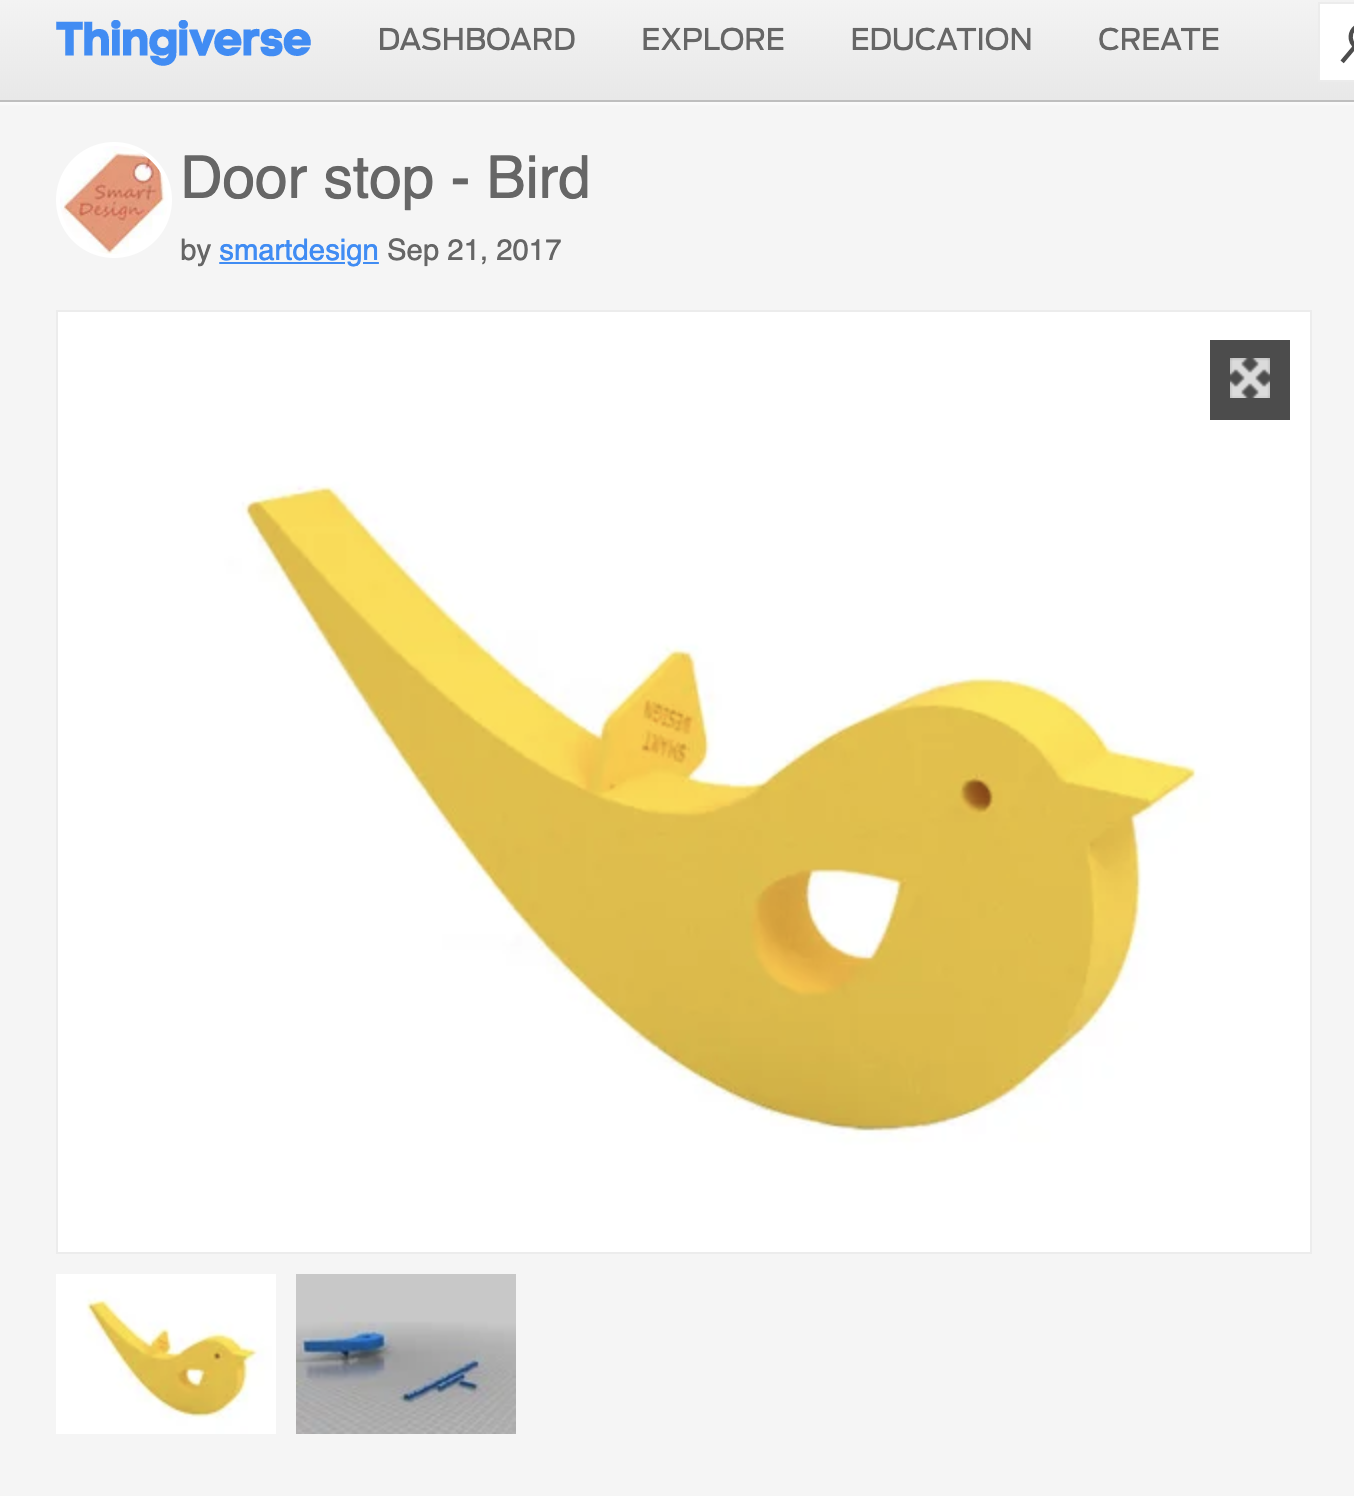 Thingiverse DASHBOARD EXPLORE EDUCATION CREATE
Smart
Design
Door stop - Bird
by smartdesign Sep 21, 2017
SMART
DESIGN